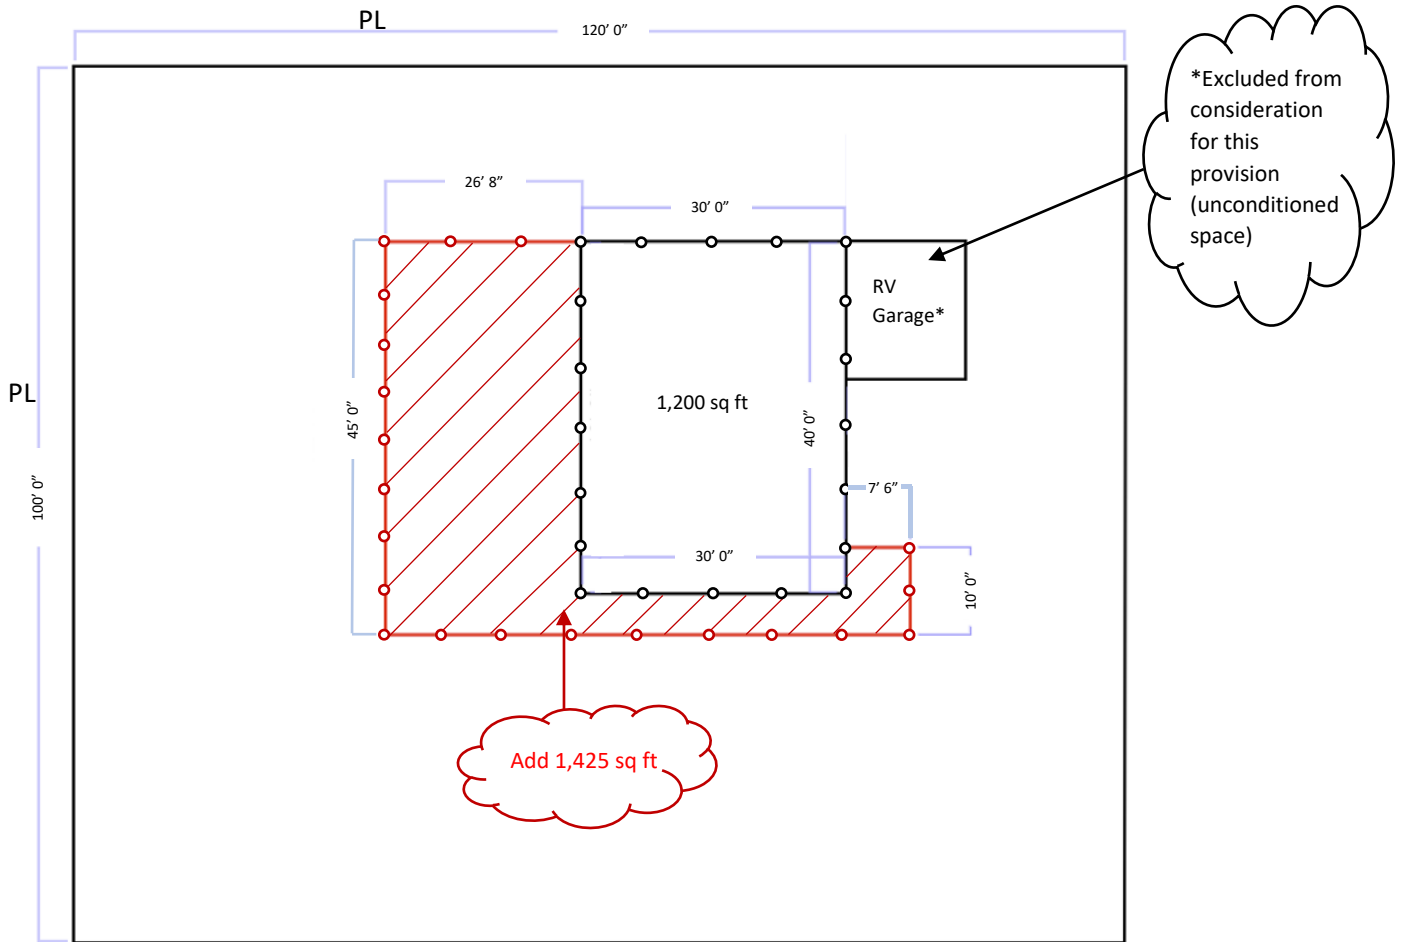 PL
120' 0"
*Excluded from
consideration
for this
provision
(unconditioned
space)
26' 8"
30' 0"
RV
Garage*
PL
1,200 sq ft
45' 0"
40' 0"
100' 0"
7' 6"
30' 0"
10' 0"
Add 1,425 sq ft